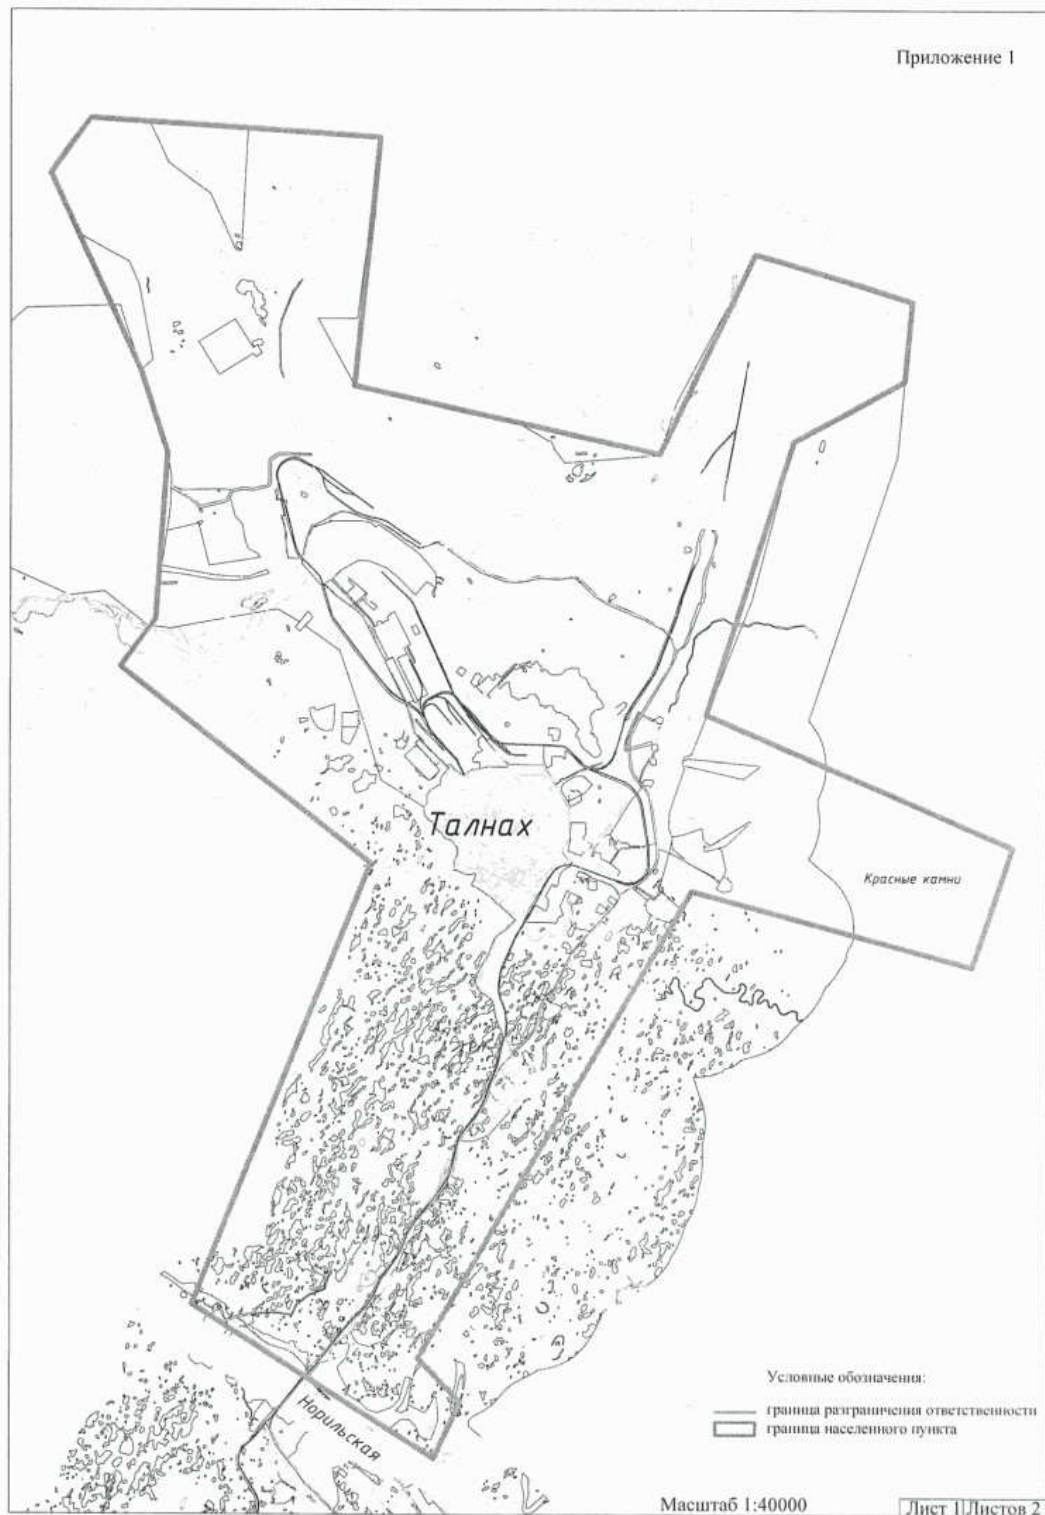 Приложение 1
Талнах
Красные камни
Норильская
Условные обозначения:
граница разграничения ответственности
граница населенного пункта
Масштаб 1:40000
Лист 1 Листов 2